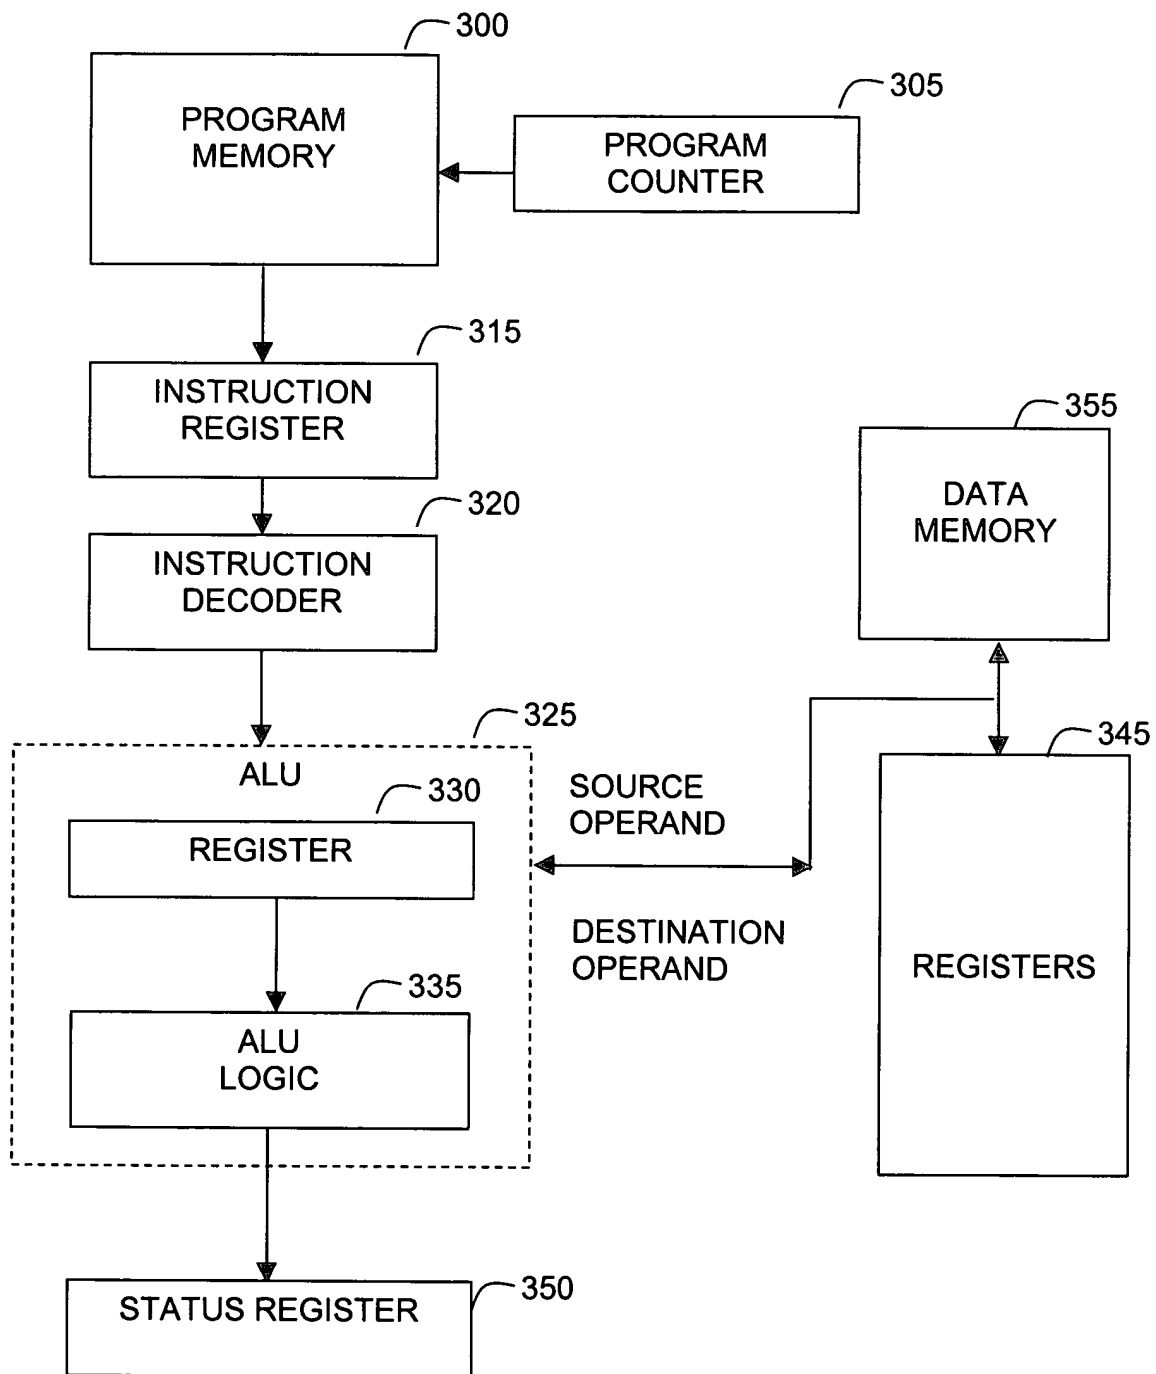 300
PROGRAM
MEMORY
305
PROGRAM
COUNTER
315
INSTRUCTION
REGISTER
320
INSTRUCTION
DECODER
355
DATA
MEMORY
325
ALU
330
REGISTER
335
ALU
LOGIC
SOURCE
OPERAND
DESTINATION
OPERAND
345
REGISTERS
350
STATUS REGISTER